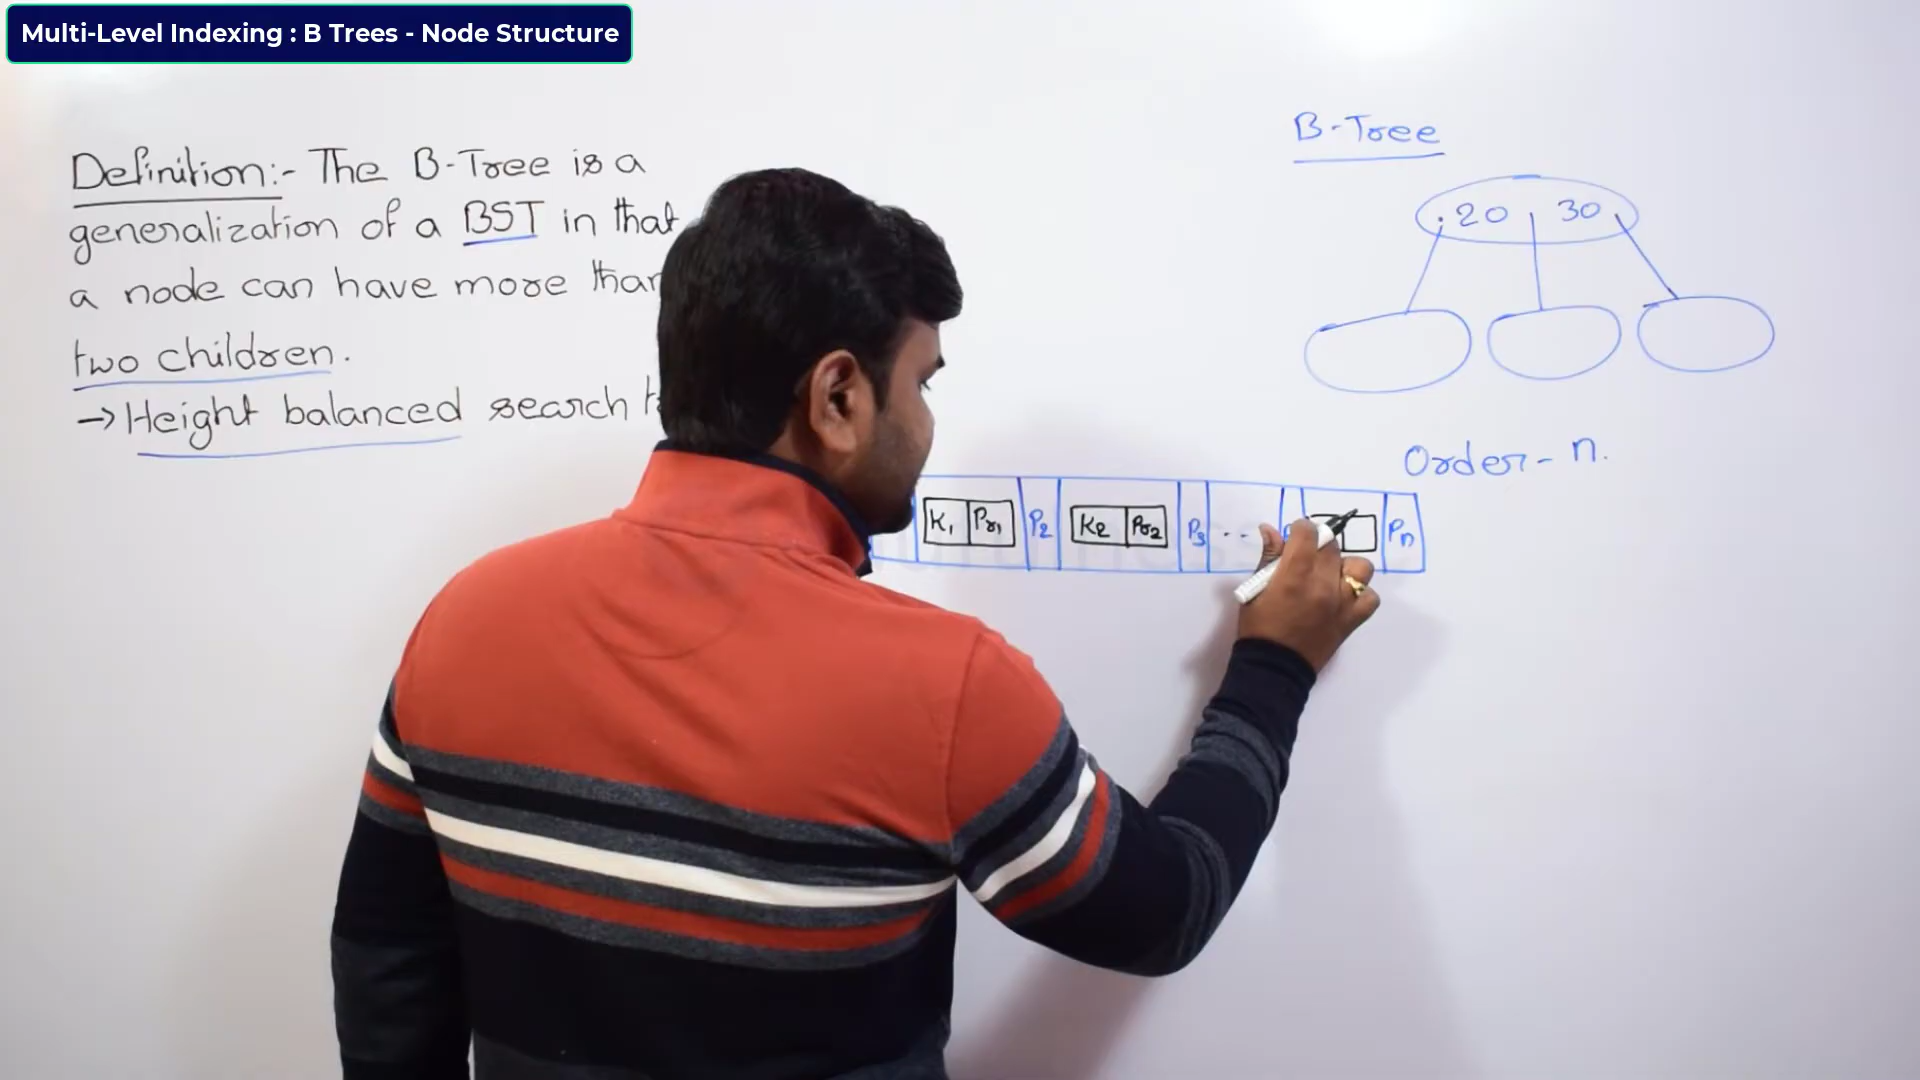 Multi-Level Indexing : B Trees - Node Structure
Definition:- The B-Tree is a
generalization of a BST in that
a node can have more than
two children.
→ Height balanced search
B-Tree
. 20 30
Order - n.
K1 Pr1 P2 K2 Pr2 P3 .. Pn